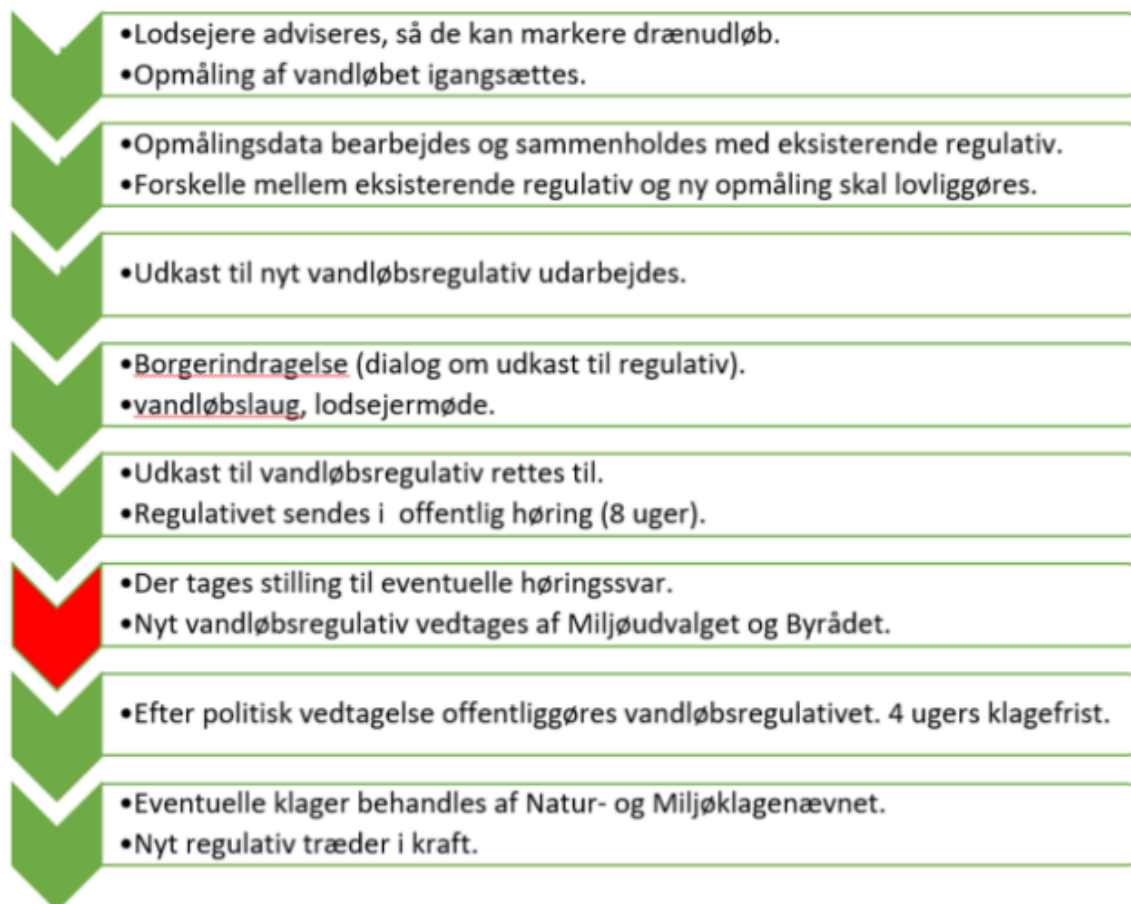 •Lodsejere adviseres, så de kan markere drænudløb.
•Opmåling af vandløbet igangsættes.
•Opmålingsdata bearbejdes og sammenholdes med eksisterende regulativ.
•Forskelle mellem eksisterende regulativ og ny opmåling skal lovliggøres.
•Udkast til nyt vandløbsregulativ udarbejdes.
•Borgerindragelse (dialog om udkast til regulativ).
•vandløbslaug, lodsejermøde.
•Udkast til vandløbsregulativ rettes til.
•Regulativet sendes i  offentlig høring (8 uger).
•Der tages stilling til eventuelle høringssvar.
•Nyt vandløbsregulativ vedtages af Miljøudvalget og Byrådet.
•Efter politisk vedtagelse offentliggøres vandløbsregulativet. 4 ugers klagefrist.
•Eventuelle klager behandles af Natur- og Miljøklagenævnet.
•Nyt regulativ træder i kraft.